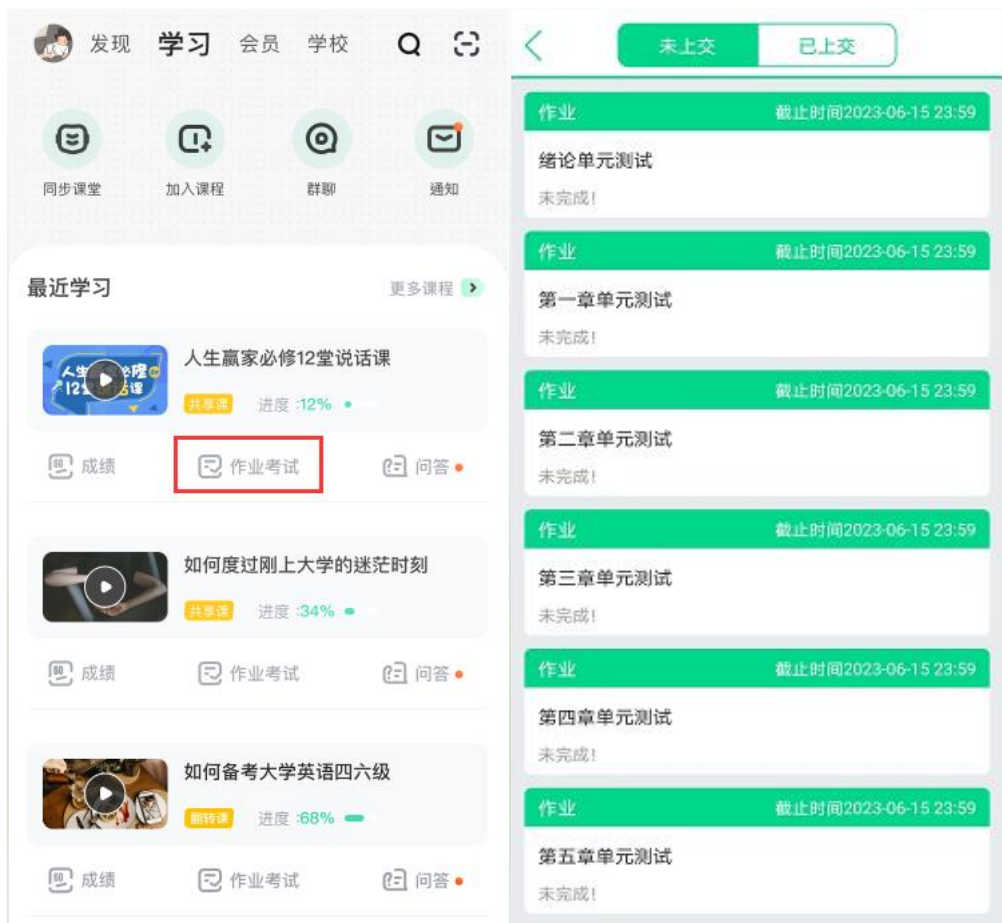 发现 学习 会员 学校
同步课堂 加入课程 群聊 通知
最近学习 更多课程
人生赢家必修12堂说话课
共享课 进度:12%
成绩 作业考试 问答
如何度过刚上大学的迷茫时刻
共享课 进度:34%
成绩 作业考试 问答
如何备考大学英语四六级
翻转课 进度:68%
成绩 作业考试 问答
未上交 已上交
作业 截止时间2023-06-15 23:59
绪论单元测试
未完成!
作业 截止时间2023-06-15 23:59
第一章单元测试
未完成!
作业 截止时间2023-06-15 23:59
第二章单元测试
未完成!
作业 截止时间2023-06-15 23:59
第三章单元测试
未完成!
作业 截止时间2023-06-15 23:59
第四章单元测试
未完成!
作业 截止时间2023-06-15 23:59
第五章单元测试
未完成!